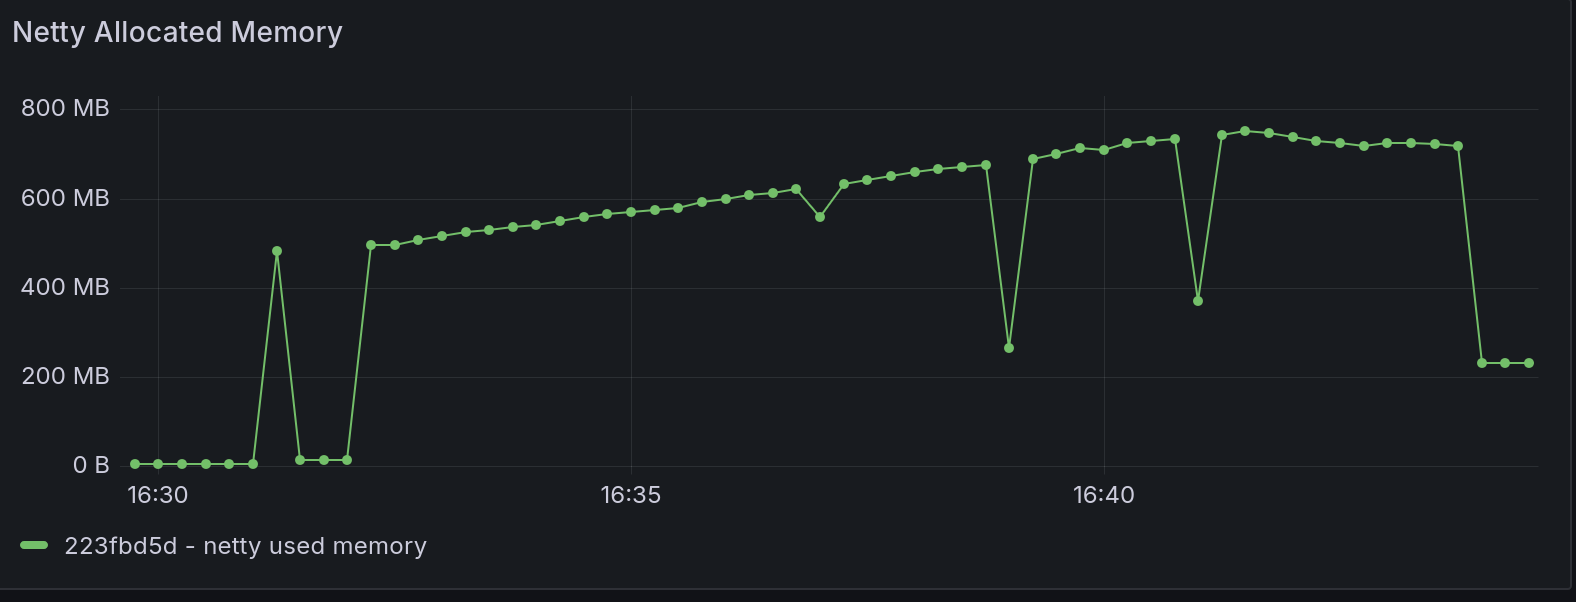 Netty Allocated Memory
800 MB
600 MB
400 MB
200 MB
0 B
16:30 16:35 16:40
223fbd5d - netty used memory